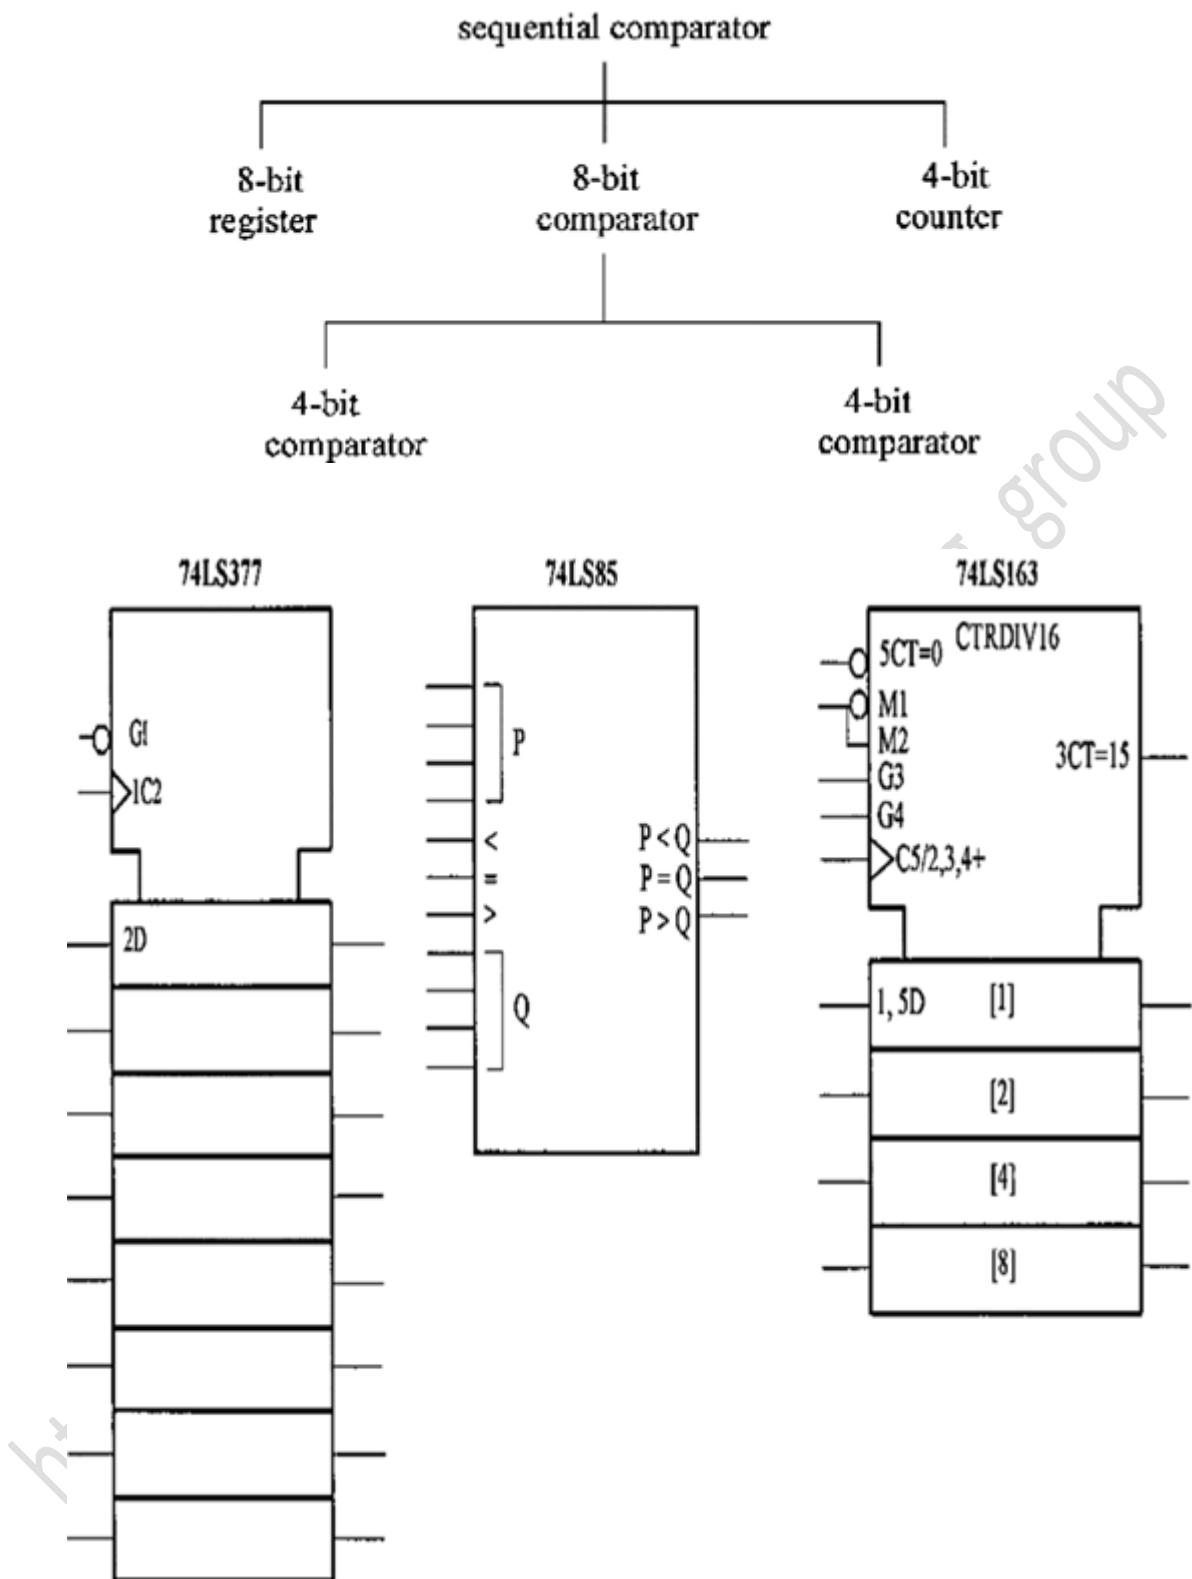 sequential comparator
8-bit
register
8-bit
comparator
4-bit
counter
4-bit
comparator
4-bit
comparator
group
74LS377
G1
1C2
2D
74LS85
P
<
=
>
Q
P < Q
P = Q
P > Q
74LS163
CTRDIV16
5CT=0
M1
M2
3CT=15
G3
G4
C5/2,3,4+
1, 5D [1]
[2]
[4]
[8]